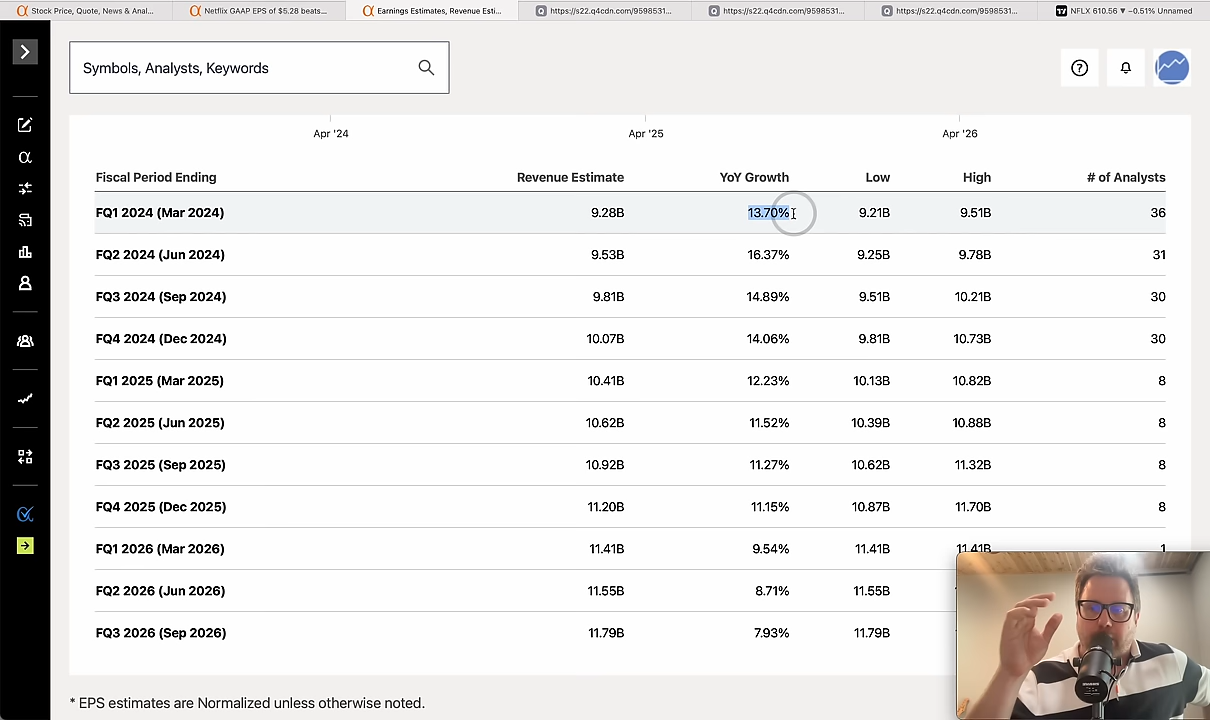 Stock Price, Quote, News & Anal... Netflix GAAP EPS of $5.28 beats... Earnings Estimates, Revenue Esti... https://s22.q4cdn.com/9598531... https://s22.q4cdn.com/9598531... https://s22.q4cdn.com/9598531... NFLX 610.56 ▼ −0.51% Unnamed
Symbols, Analysts, Keywords
Apr '24 Apr '25 Apr '26
Fiscal Period Ending Revenue Estimate YoY Growth Low High # of Analysts
FQ1 2024 (Mar 2024) 9.28B 13.70% 9.21B 9.51B 36
FQ2 2024 (Jun 2024) 9.53B 16.37% 9.25B 9.78B 31
FQ3 2024 (Sep 2024) 9.81B 14.89% 9.51B 10.21B 30
FQ4 2024 (Dec 2024) 10.07B 14.06% 9.81B 10.73B 30
FQ1 2025 (Mar 2025) 10.41B 12.23% 10.13B 10.82B 8
FQ2 2025 (Jun 2025) 10.62B 11.52% 10.39B 10.88B 8
FQ3 2025 (Sep 2025) 10.92B 11.27% 10.62B 11.32B 8
FQ4 2025 (Dec 2025) 11.20B 11.15% 10.87B 11.70B 8
FQ1 2026 (Mar 2026) 11.41B 9.54% 11.41B 11.41B 1
FQ2 2026 (Jun 2026) 11.55B 8.71% 11.55B
FQ3 2026 (Sep 2026) 11.79B 7.93% 11.79B
* EPS estimates are Normalized unless otherwise noted.